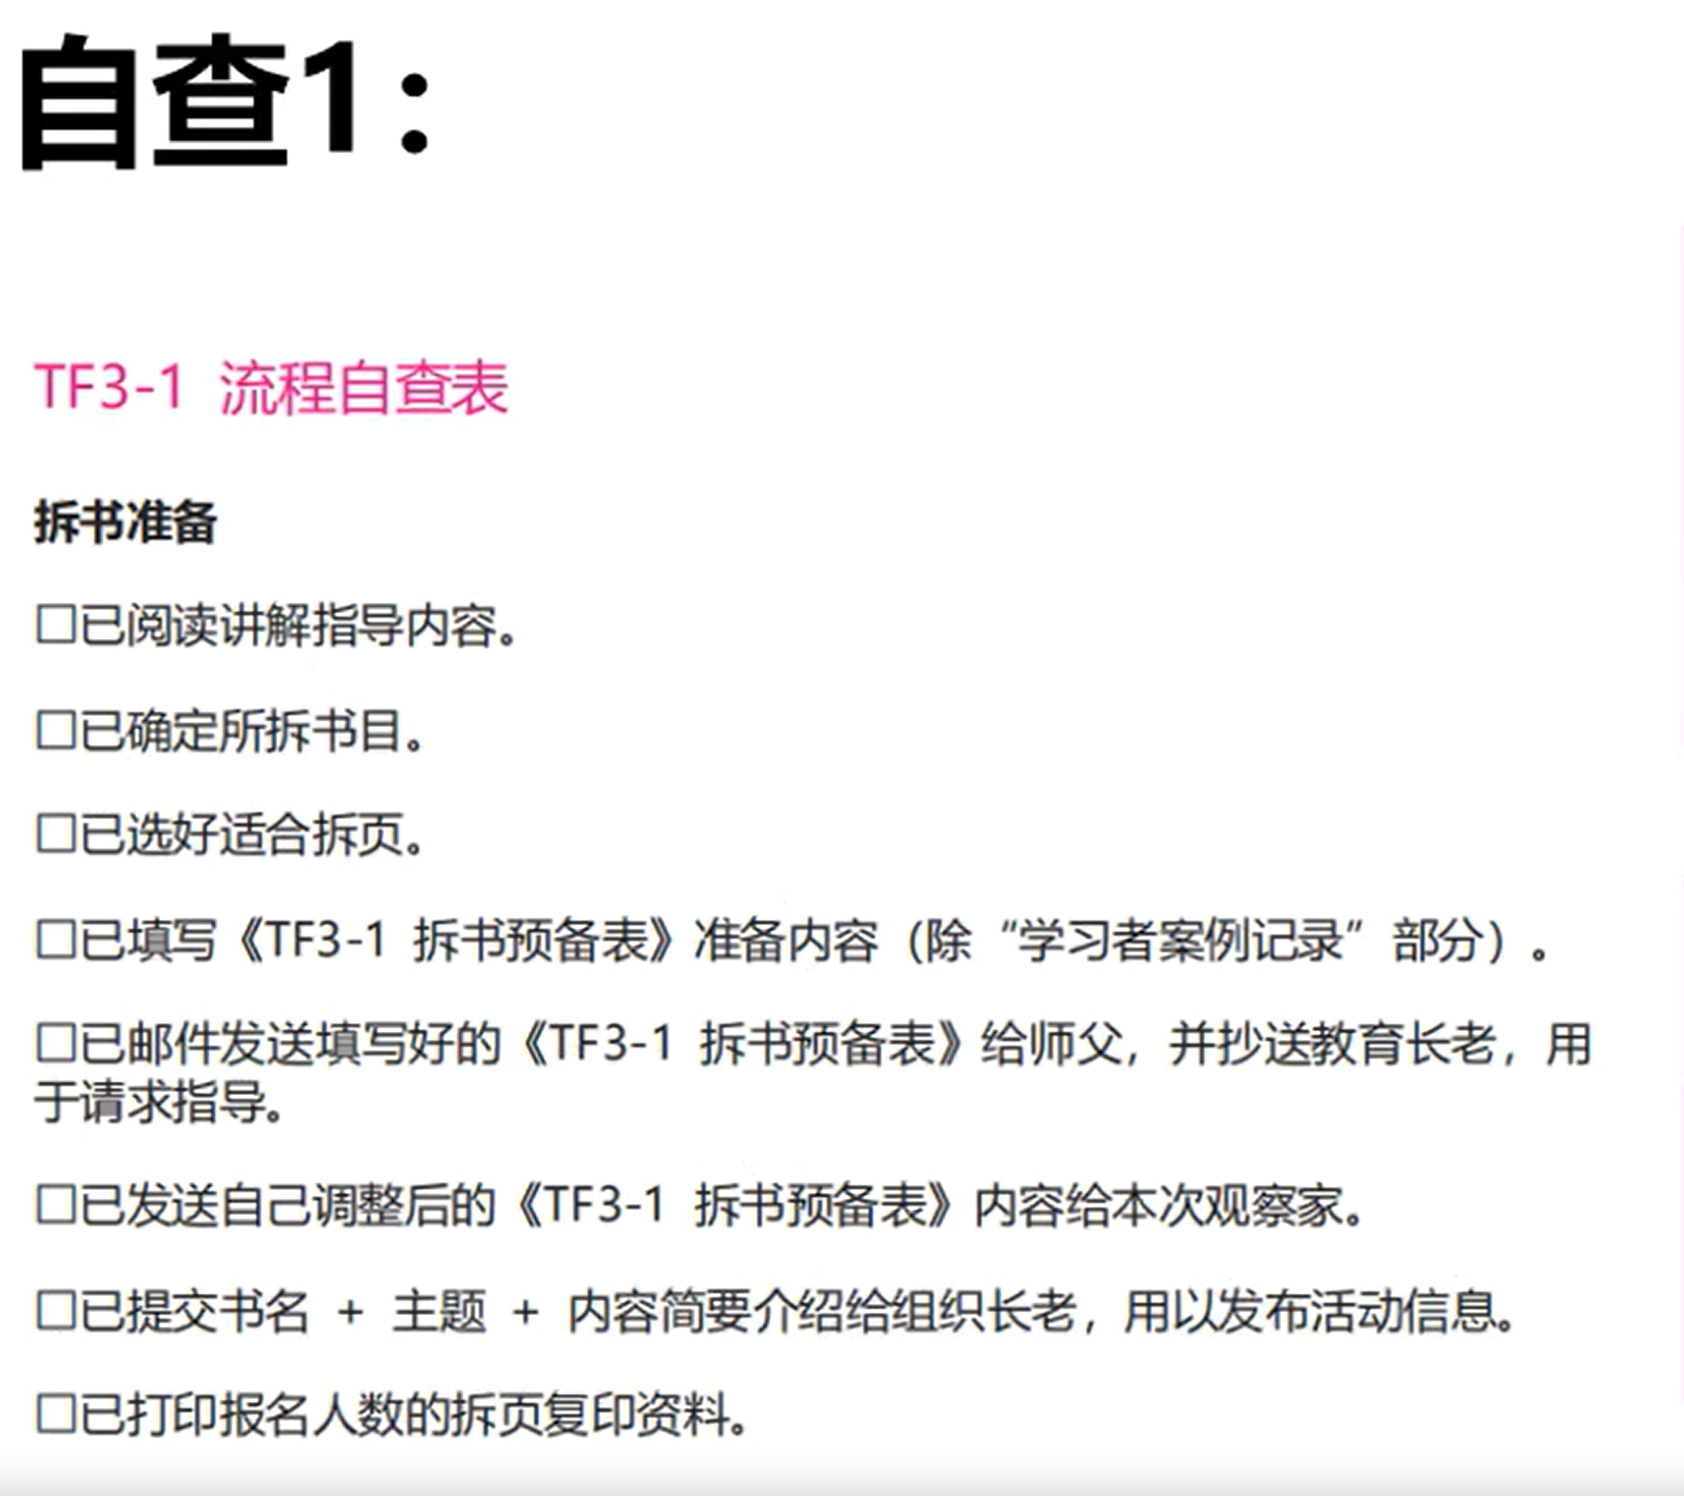 自查1：
TF3-1 流程自查表
拆书准备
□已阅读讲解指导内容。
□已确定所拆书目。
□已选好适合拆页。
□已填写《TF3-1 拆书预备表》准备内容（除“学习者案例记录”部分）。
□已邮件发送填写好的《TF3-1 拆书预备表》给师父，并抄送教育长老，用
于请求指导。
□已发送自己调整后的《TF3-1 拆书预备表》内容给本次观察家。
□已提交书名 + 主题 + 内容简要介绍给组织长老，用以发布活动信息。
□已打印报名人数的拆页复印资料。